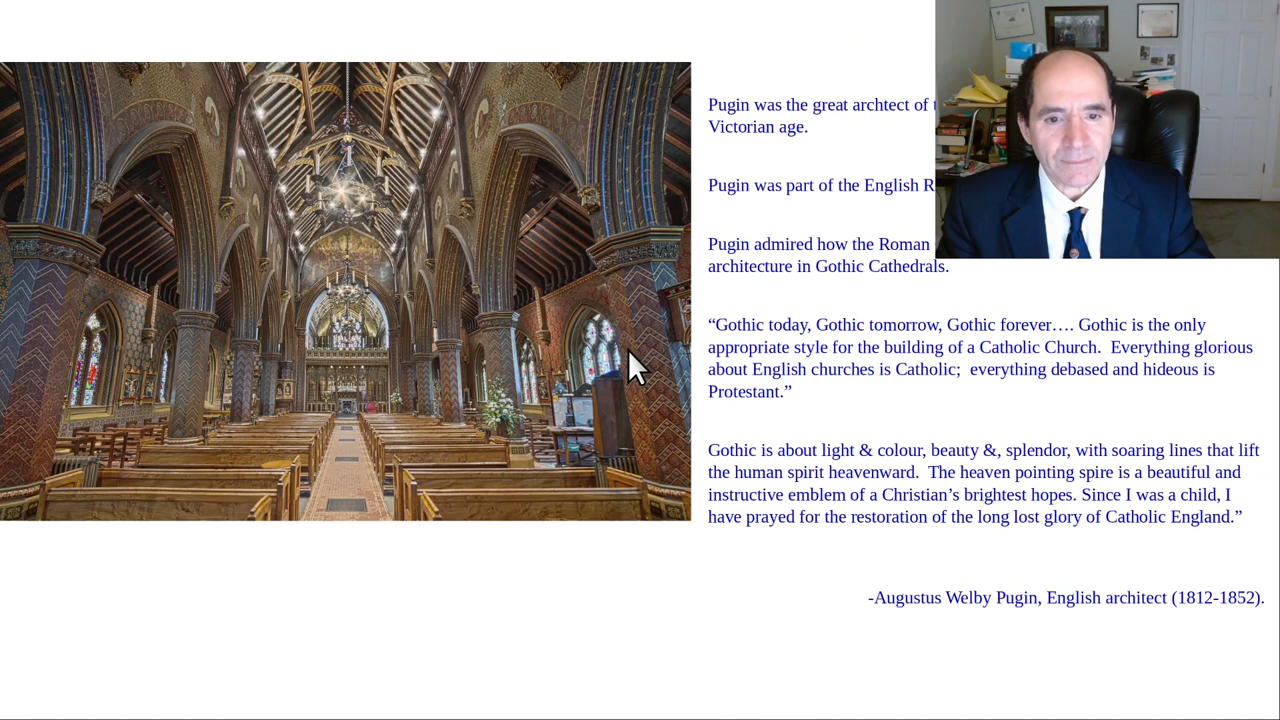 Pugin was the great archtect of
Victorian age.
Pugin was part of the English R
Pugin admired how the Roman
architecture in Gothic Cathedrals.
“Gothic today, Gothic tomorrow, Gothic forever…. Gothic is the only
appropriate style for the building of a Catholic Church.  Everything glorious
about English churches is Catholic;  everything debased and hideous is
Protestant.”
Gothic is about light & colour, beauty &, splendor, with soaring lines that lift
the human spirit heavenward.  The heaven pointing spire is a beautiful and
instructive emblem of a Christian’s brightest hopes. Since I was a child, I
have prayed for the restoration of the long lost glory of Catholic England.”
-Augustus Welby Pugin, English architect (1812-1852).